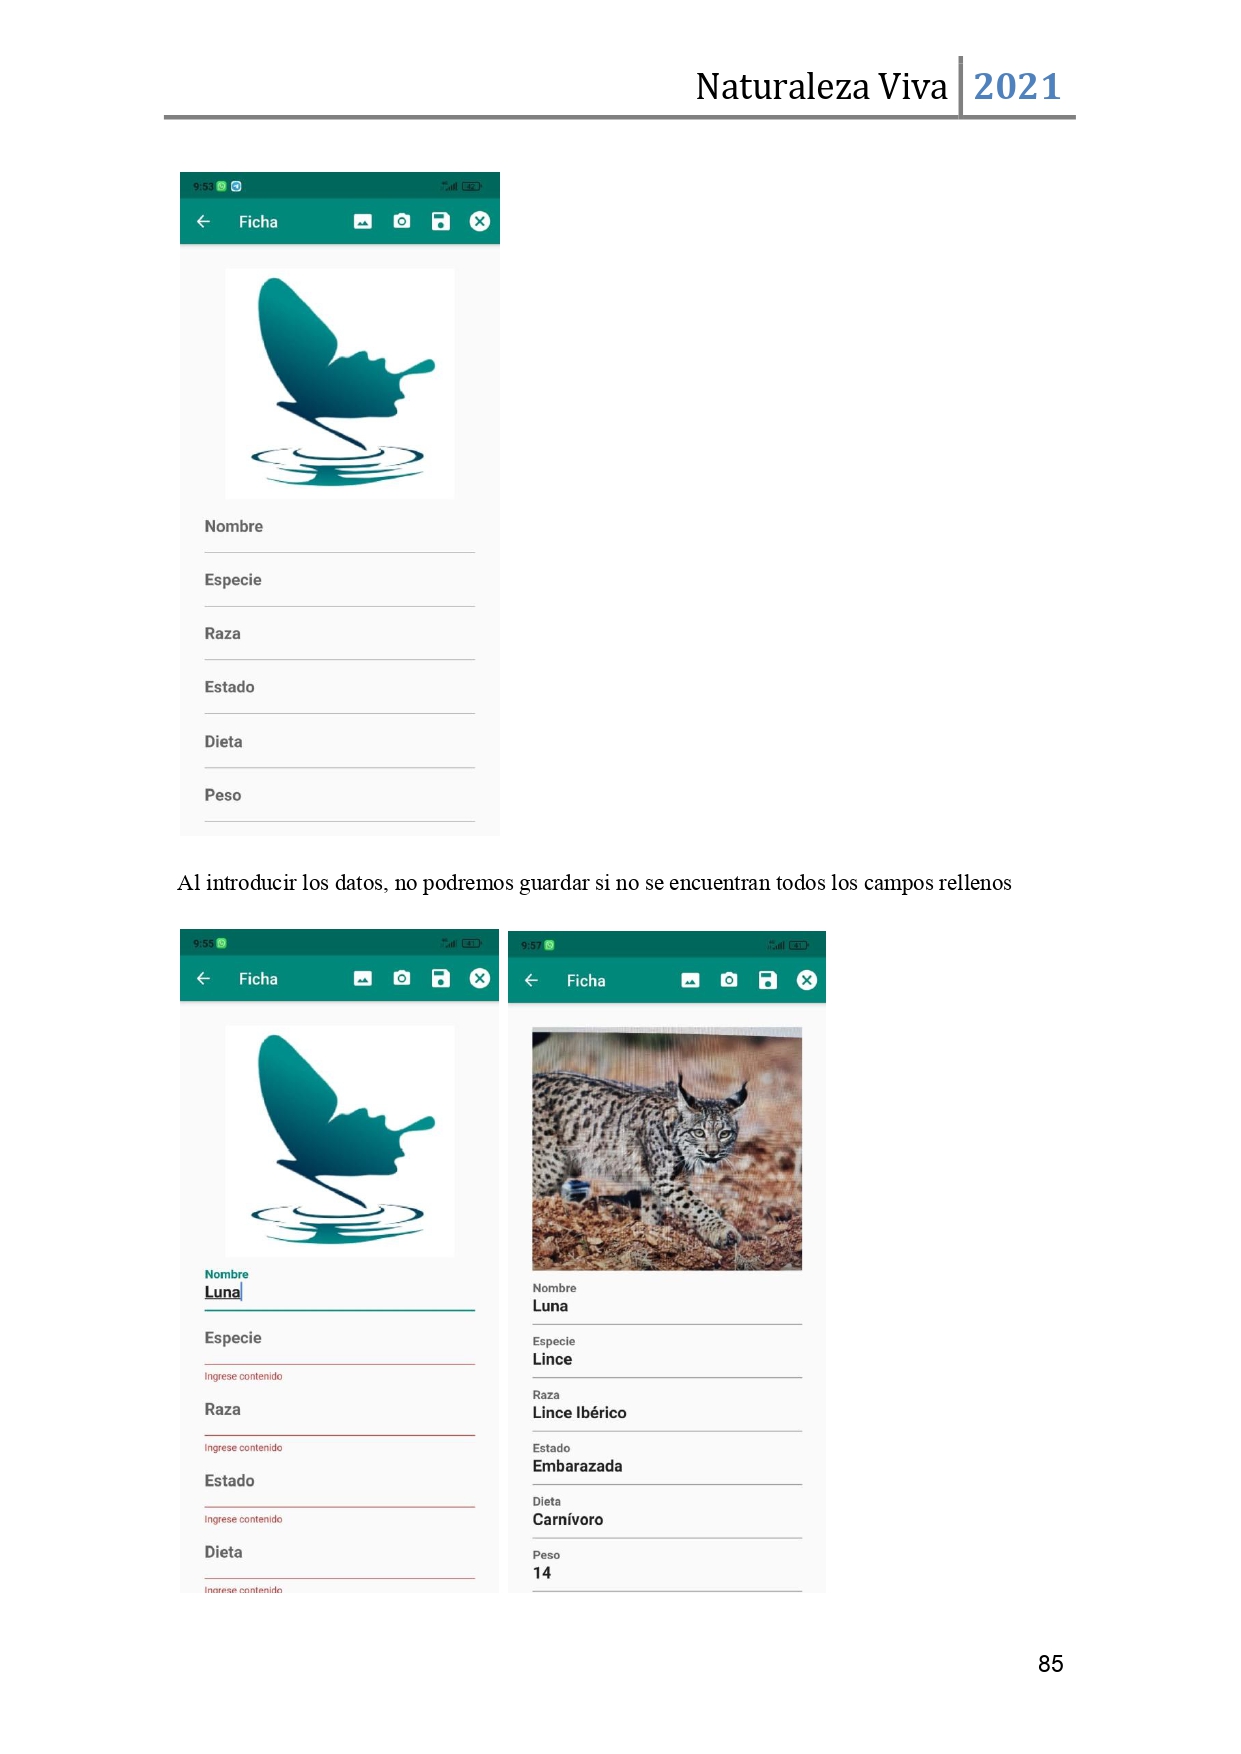 Naturaleza Viva 2021
9:53
Ficha
Nombre
Especie
Raza
Estado
Dieta
Peso
Al introducir los datos, no podremos guardar si no se encuentran todos los campos rellenos
9:55
Ficha
Nombre
Luna
Especie
Ingrese contenido
Raza
Ingrese contenido
Estado
Ingrese contenido
Dieta
Ingrese contenido
9:57
Ficha
Nombre
Luna
Especie
Lince
Raza
Lince Ibérico
Estado
Embarazada
Dieta
Carnívoro
Peso
14
85